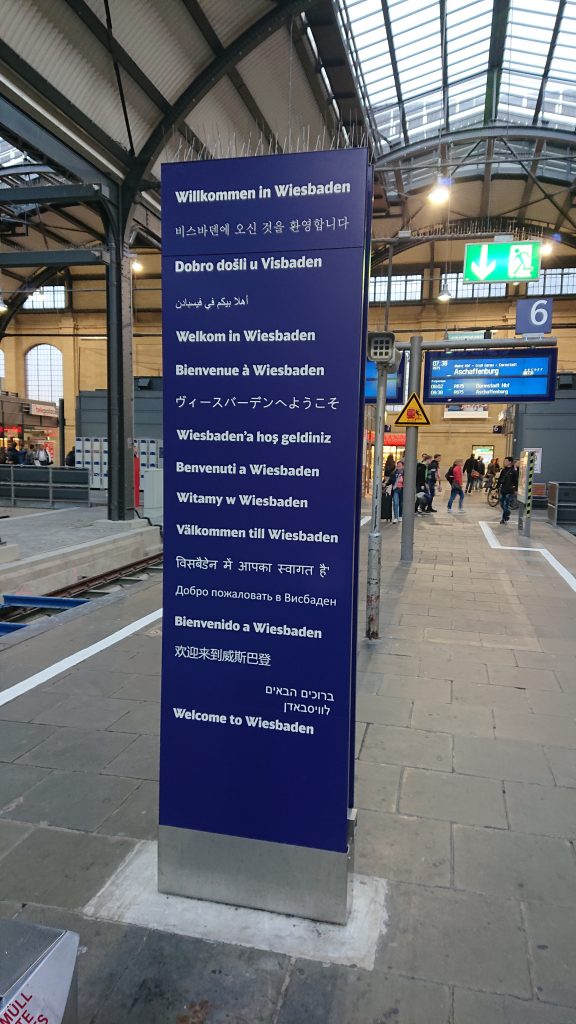 Willkommen in Wiesbaden
비스바덴에 오신 것을 환영합니다
Dobro došli u Visbaden
أهلا بيكم في فيسبادن
Welkom in Wiesbaden
Bienvenue à Wiesbaden
ヴィースバーデンへようこそ
Wiesbaden'a hoş geldiniz
Benvenuti a Wiesbaden
Witamy w Wiesbaden
Välkommen till Wiesbaden
विसबैडेन में आपका स्वागत है'
Добро пожаловать в Висбаден
Bienvenido a Wiesbaden
欢迎来到威斯巴登
ברוכים הבאים
לוויסבאדן
Welcome to Wiesbaden
6
07:38
Aschaffenburg
Darmstadt Hbf
Aschaffenburg
MÜLL